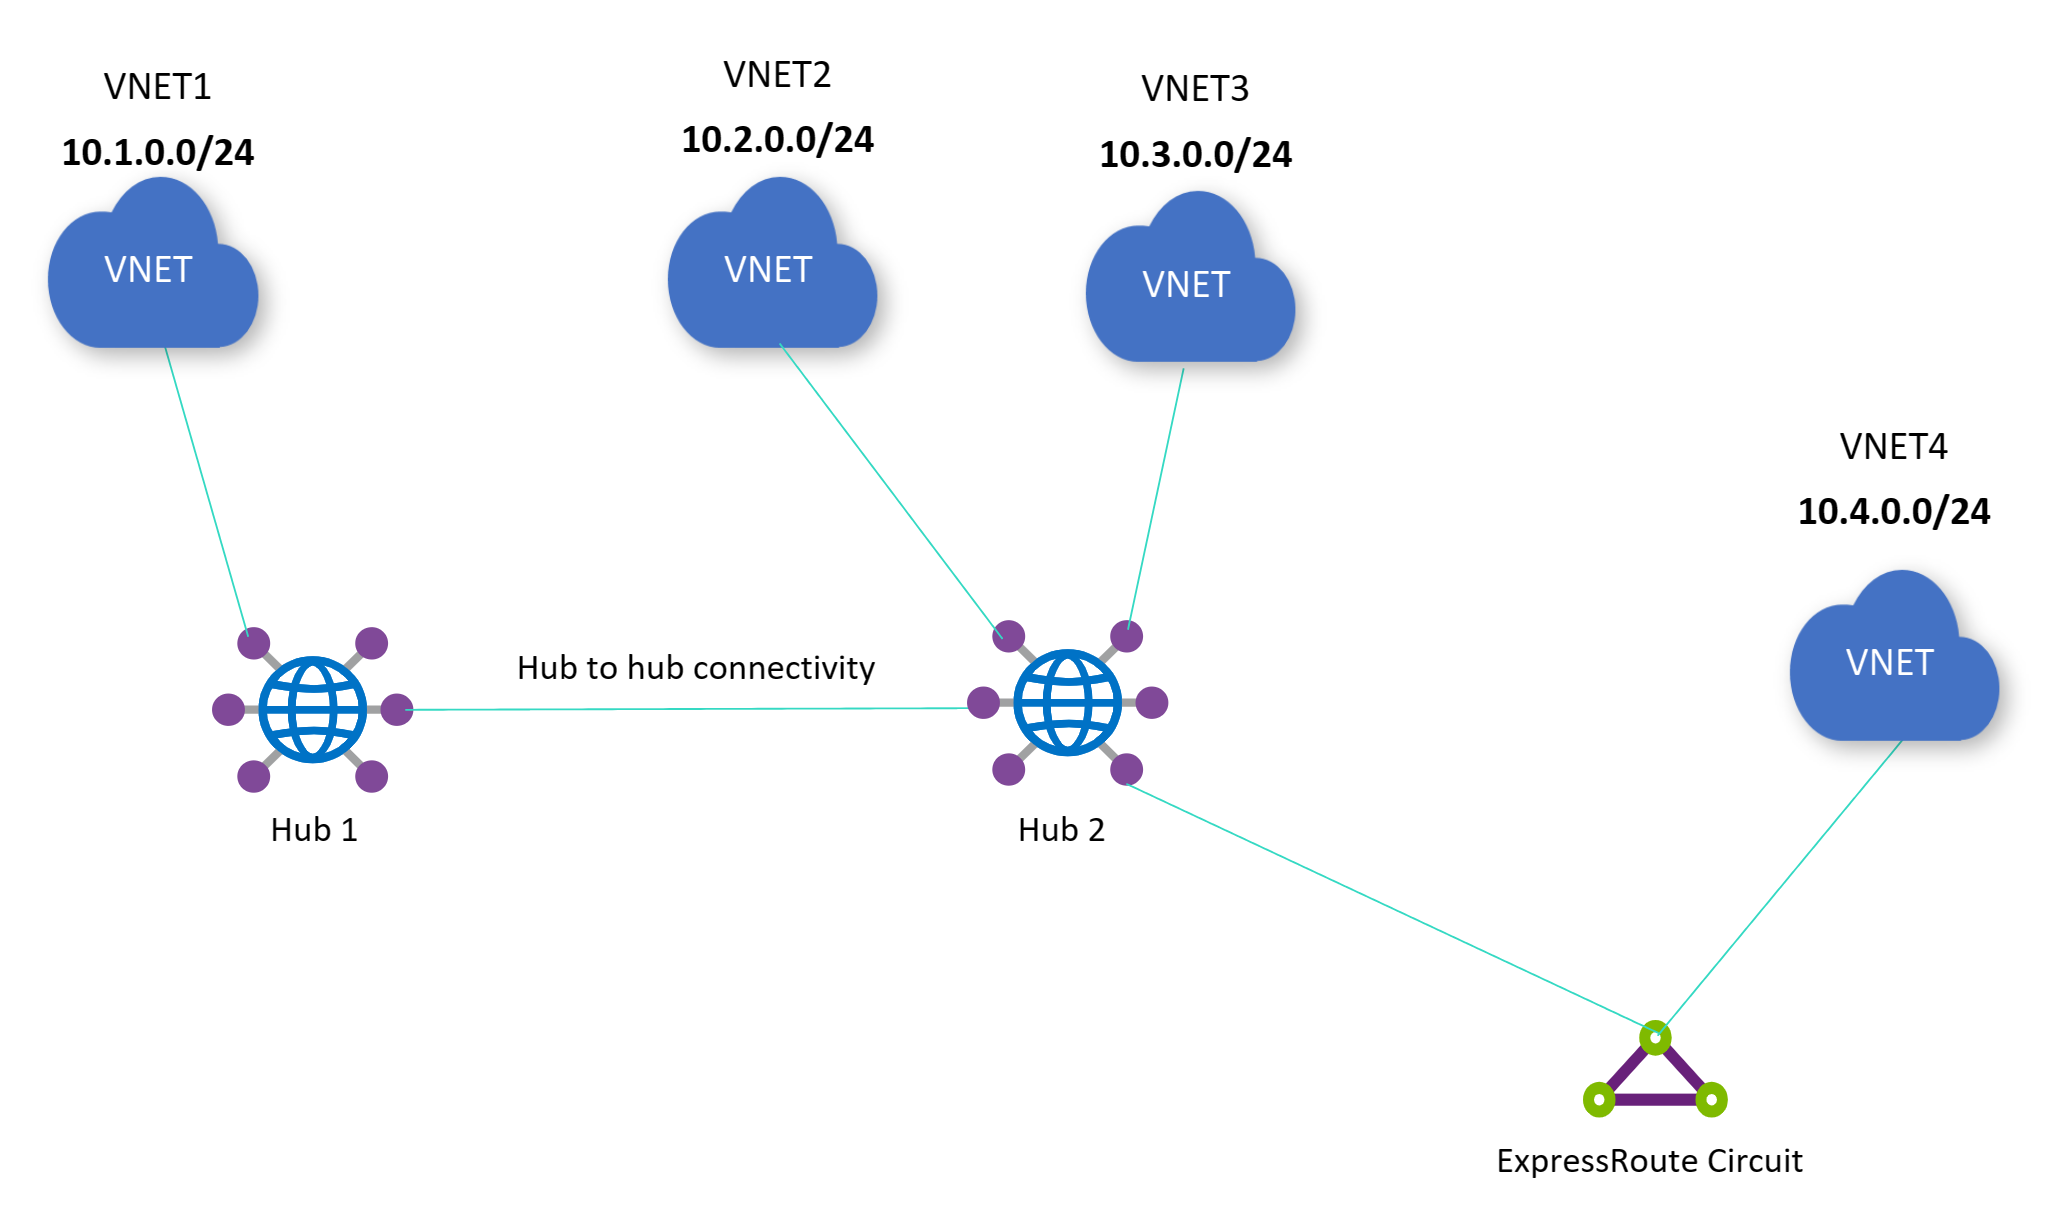 VNET1
10.1.0.0/24
VNET
VNET2
10.2.0.0/24
VNET
VNET3
10.3.0.0/24
VNET
VNET4
10.4.0.0/24
VNET
Hub to hub connectivity
Hub 1
Hub 2
ExpressRoute Circuit